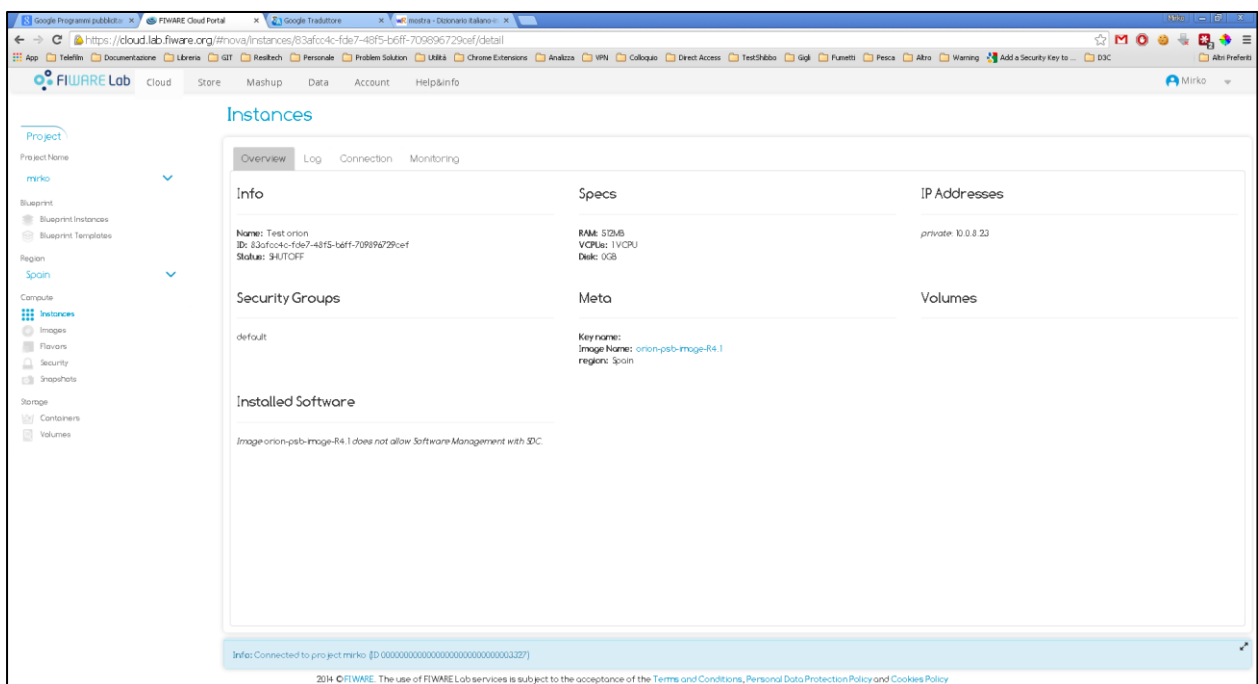 Google Programmi pubblicita
FIWARE Cloud Portal
Google Traduttore
mostra - Dizionario italiano-in
Mirko
https://cloud.lab.fiware.org/#nova/instances/83afcc4c-fde7-48f5-b6ff-709896729cef/detail
App Telefilm Documentazione Libreria GIT Resiltech Personale Problem Solution Utilità Chrome Extensions Analizza VPN Colloquio Direct Access TestShibbo Gigli Fumetti Pesca Altro Warning Add a Security Key to ... D3C Altri Preferiti
FIWARE Lab Cloud Store Mashup Data Account Help&info Mirko
Instances
Project
Project Name
mirko
Blueprint
Blueprint Instances
Blueprint Templates
Region
Spain
Compute
Instances
Images
Flavors
Security
Snapshots
Storage
Containers
Volumes
Overview Log Connection Monitoring
Info
Name: Test orion
ID: 83afcc4c-fde7-48f5-b6ff-709896729cef
Status: SHUTOFF
Specs
RAM: 512MB
VCPUs: 1 VCPU
Disk: 0GB
IP Addresses
private: 10.0.8.23
Security Groups
default
Meta
Keyname:
Image Name: orion-psb-image-R4.1
region: Spain
Volumes
Installed Software
Image orion-psb-image-R4.1 does not allow Software Management with SDC.
Info: Connected to project mirko (ID 00000000000000000000000000003327)
2014 © FIWARE. The use of FIWARE Lab services is subject to the acceptance of the Terms and Conditions, Personal Data Protection Policy and Cookies Policy